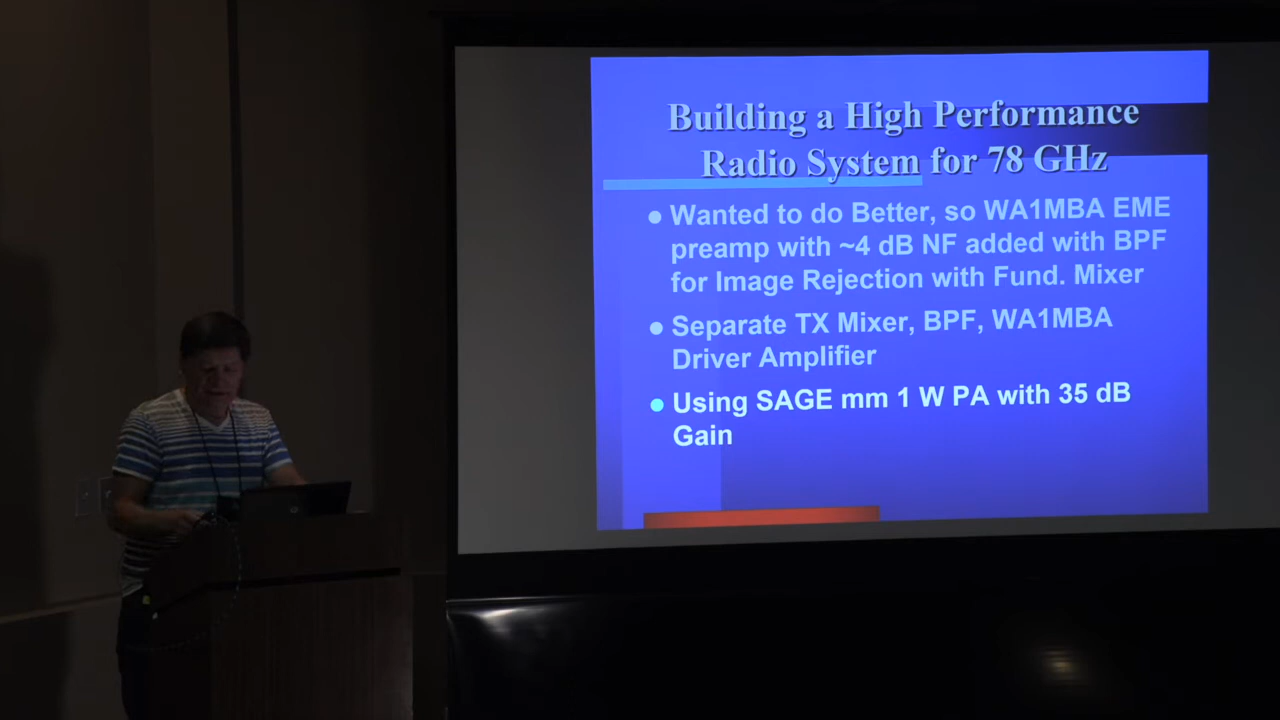 Building a High Performance
Radio System for 78 GHz
● Wanted to do Better, so WA1MBA EME
preamp with ~4 dB NF added with BPF
for Image Rejection with Fund. Mixer
● Separate TX Mixer, BPF, WA1MBA
Driver Amplifier
● Using SAGE mm 1 W PA with 35 dB
Gain